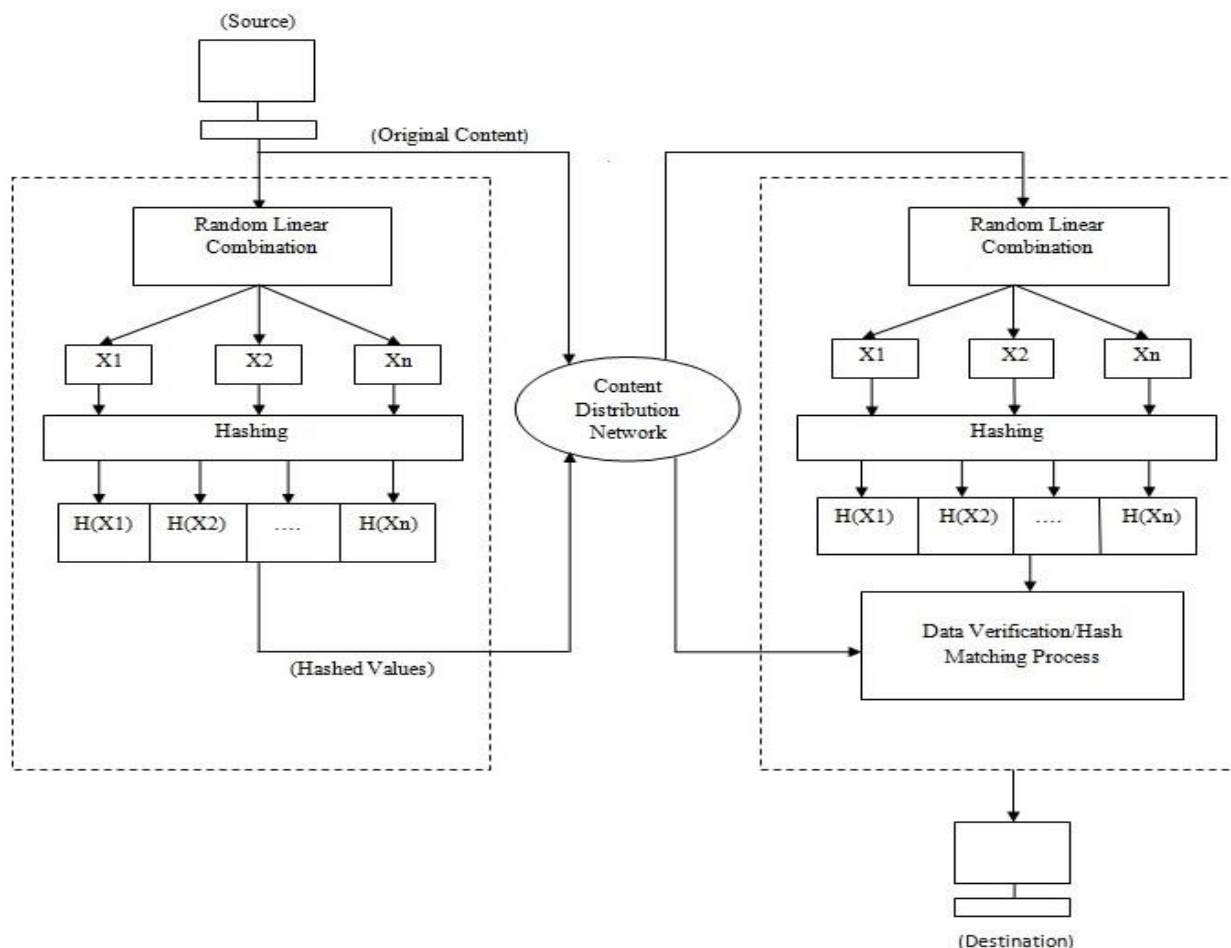 (Source)
(Original Content)
Random Linear
Combination
X1
X2
Xn
Hashing
H(X1)
H(X2)
....
H(Xn)
(Hashed Values)
Content
Distribution
Network
Random Linear
Combination
X1
X2
Xn
Hashing
H(X1)
H(X2)
....
H(Xn)
Data Verification/Hash
Matching Process
(Destination)